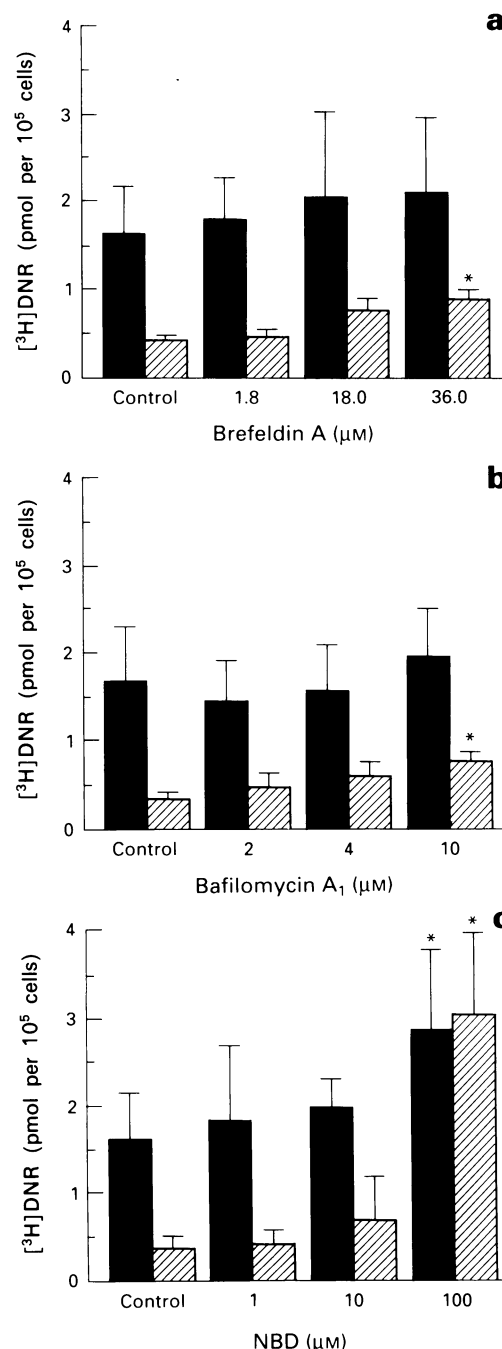 a
4
3
2
1
0
[³H]DNR (pmol per 10⁵ cells)
*
Control 1.8 18.0 36.0
Brefeldin A (μM)
b
4
3
2
1
0
[³H]DNR (pmol per 10⁵ cells)
*
Control 2 4 10
Bafilomycin A₁ (μM)
c
4
3
2
1
0
[³H]DNR (pmol per 10⁵ cells)
* *
Control 1 10 100
NBD (μM)